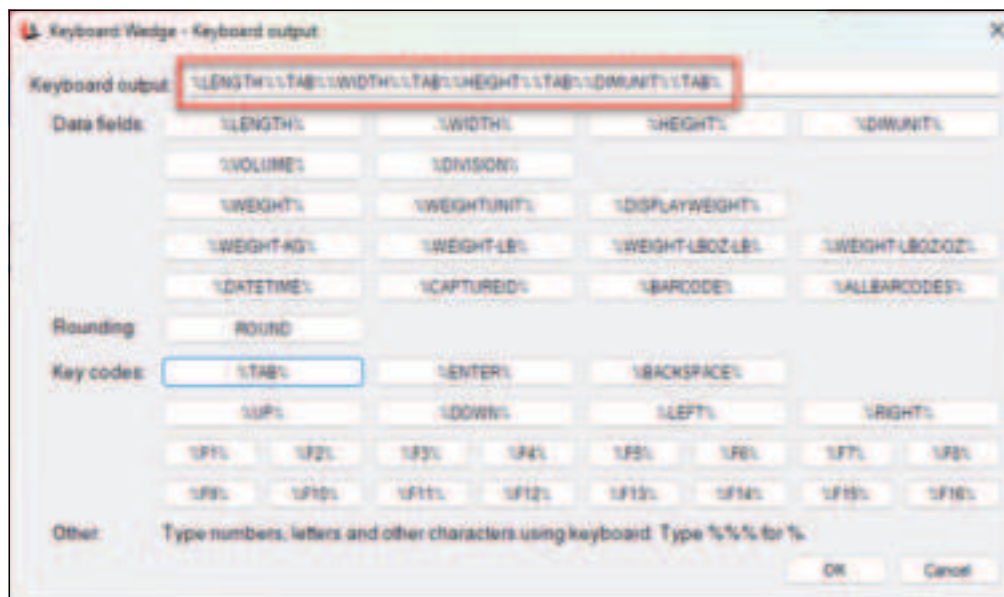 Keyboard Wedge - Keyboard output
Keyboard output: %LENGTH%%TAB%%WIDTH%%TAB%%HEIGHT%%TAB%%DIMUNIT%%TAB%
Data fields: %LENGTH% %WIDTH% %HEIGHT% %DIMUNIT%
%VOLUME% %DIVISION%
%WEIGHT% %WEIGHTUNIT% %DISPLAYWEIGHT%
%WEIGHT-KG% %WEIGHT-LB% %WEIGHT-LBOZ-LB% %WEIGHT-LBOZ-OZ%
%DATETIME% %CAPTUREID% %BARCODE% %ALLBARCODES%
Rounding: ROUND
Key codes: %TAB% %ENTER% %BACKSPACE%
%UP% %DOWN% %LEFT% %RIGHT%
%F1% %F2% %F3% %F4% %F5% %F6% %F7% %F8%
%F9% %F10% %F11% %F12% %F13% %F14% %F15% %F16%
Other: Type numbers, letters and other characters using keyboard. Type %%% for %.
OK Cancel